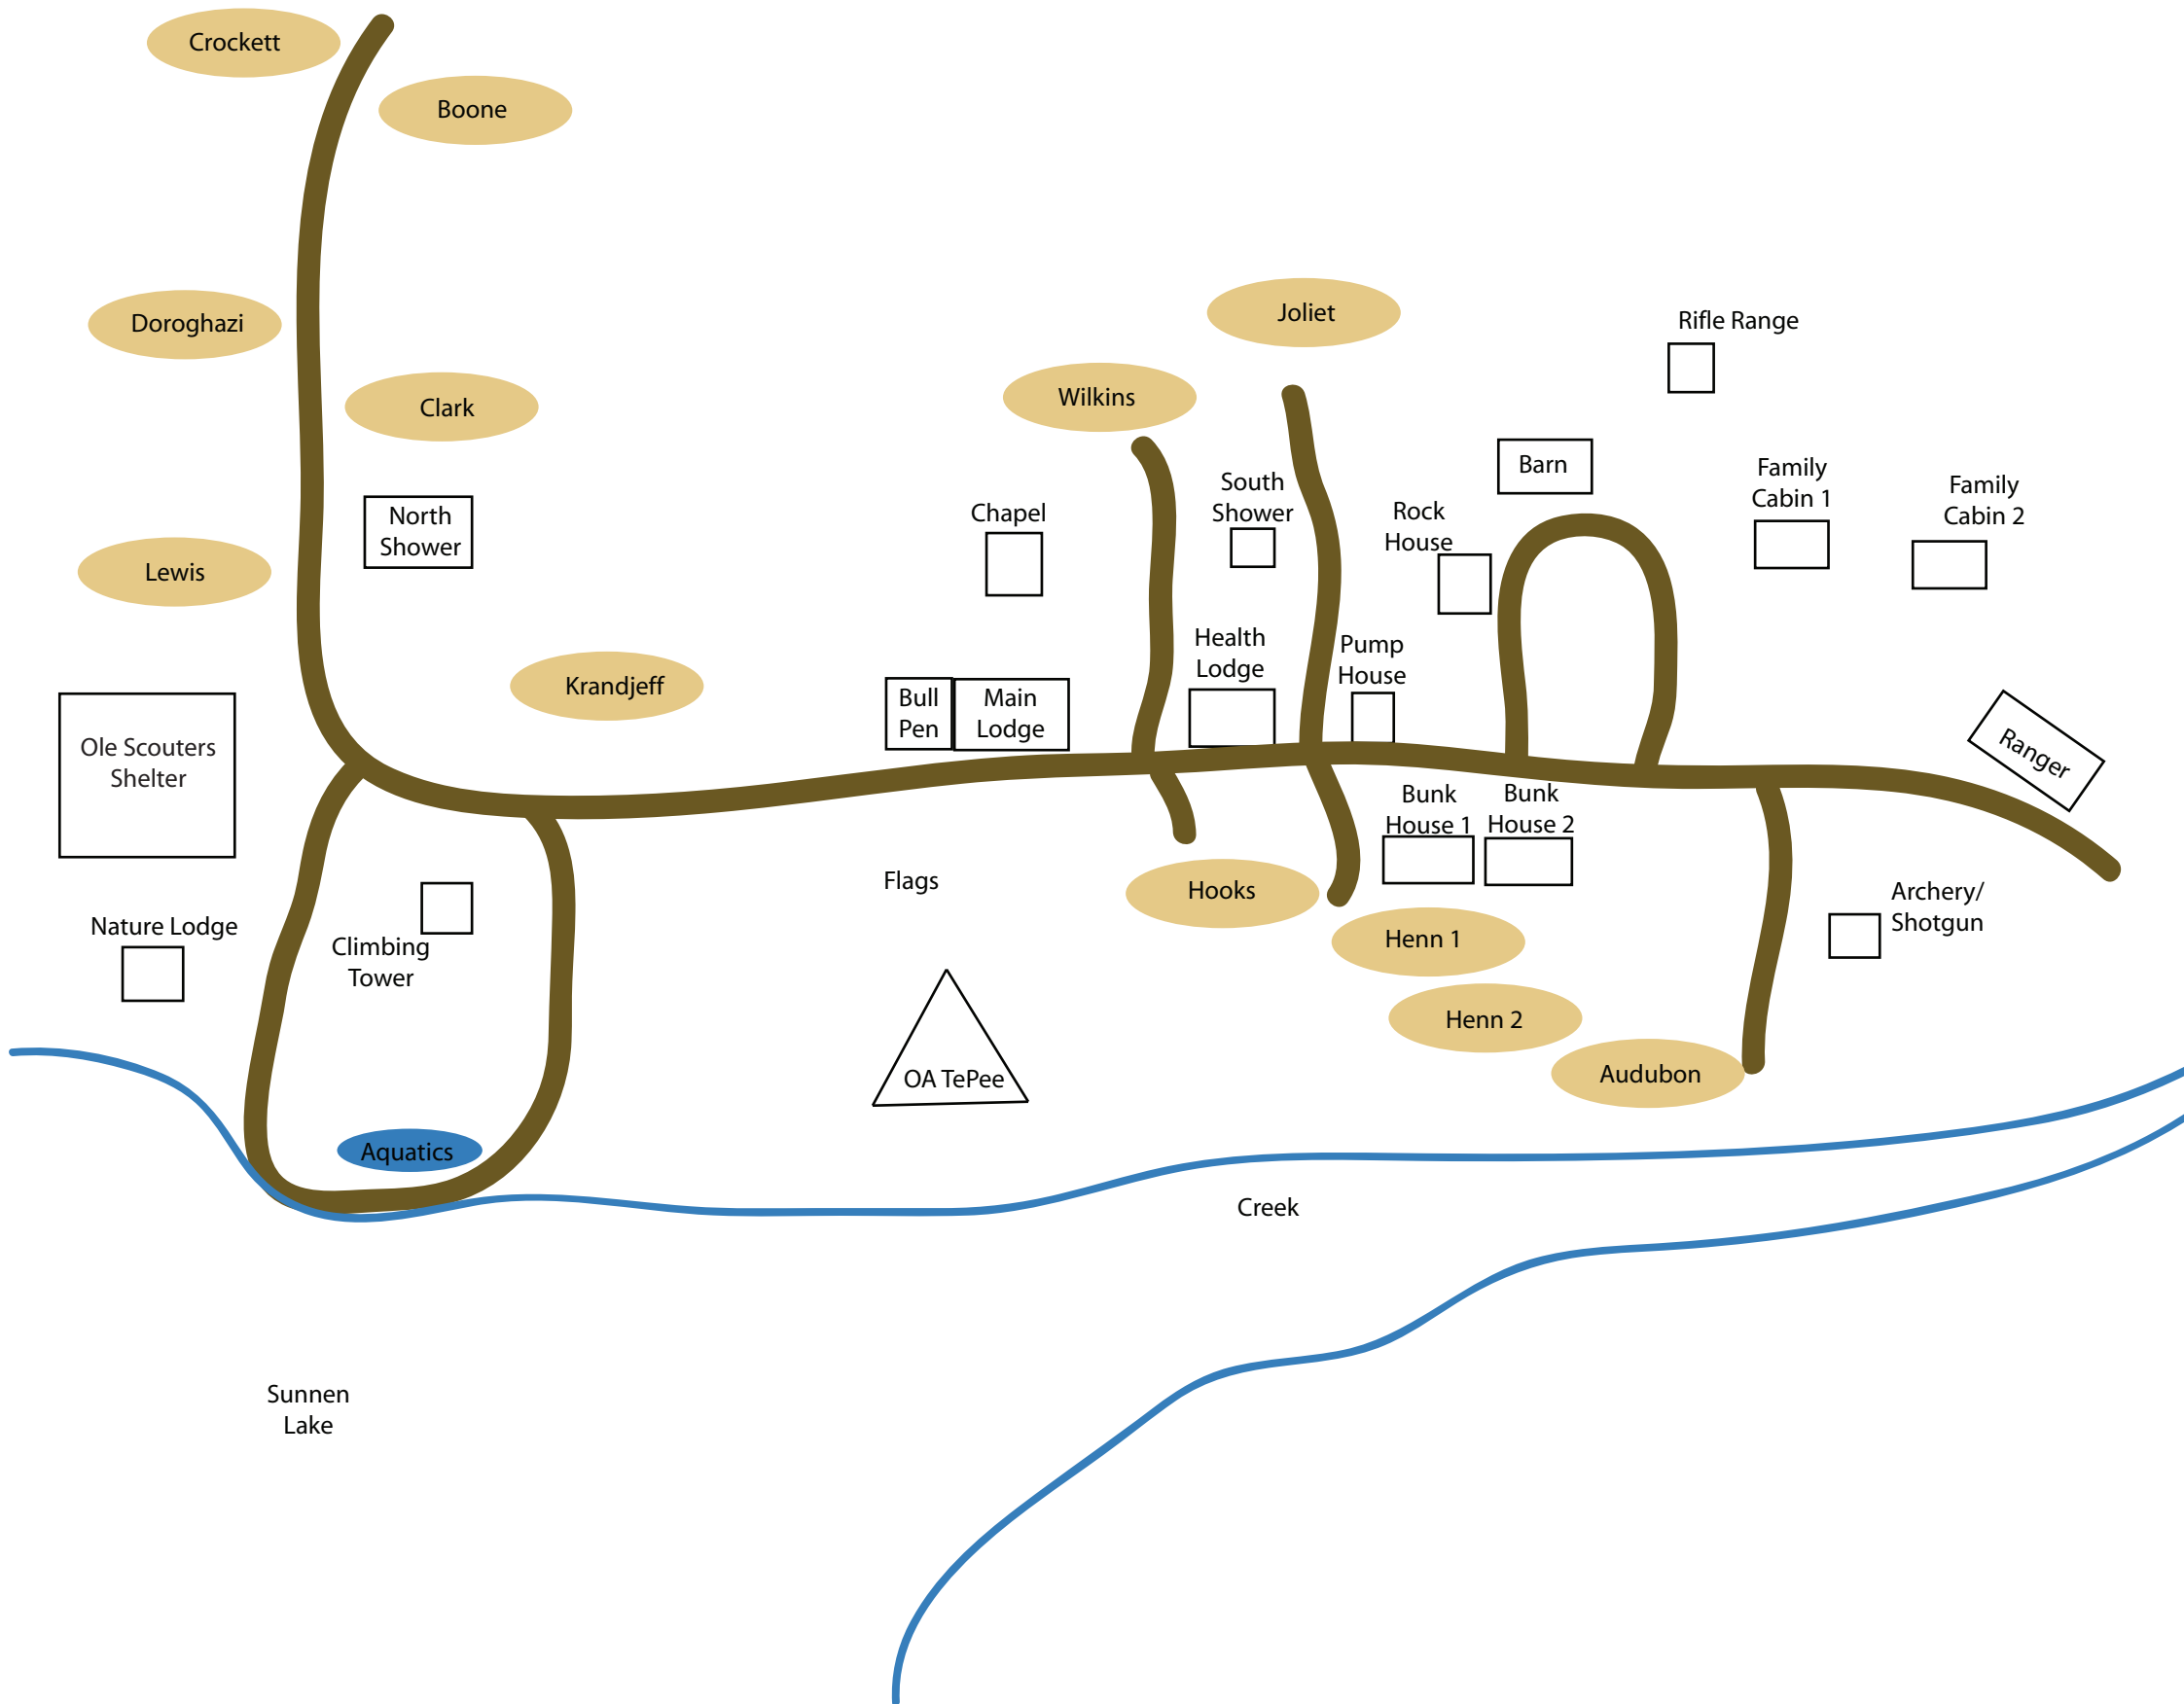 Crockett
Boone
Doroghazi
Joliet
Rifle Range
Clark
Wilkins
Barn
Family
Cabin 1
Family
Cabin 2
South
Shower
Chapel
Rock
House
North
Shower
Lewis
Krandjeff
Bull
Pen
Main
Lodge
Health
Lodge
Pump
House
Ole Scouters
Shelter
Ranger
Bunk
House 1
Bunk
House 2
Flags
Hooks
Archery/
Shotgun
Nature Lodge
Climbing
Tower
Henn 1
Henn 2
OA TePee
Audubon
Aquatics
Creek
Sunnen
Lake